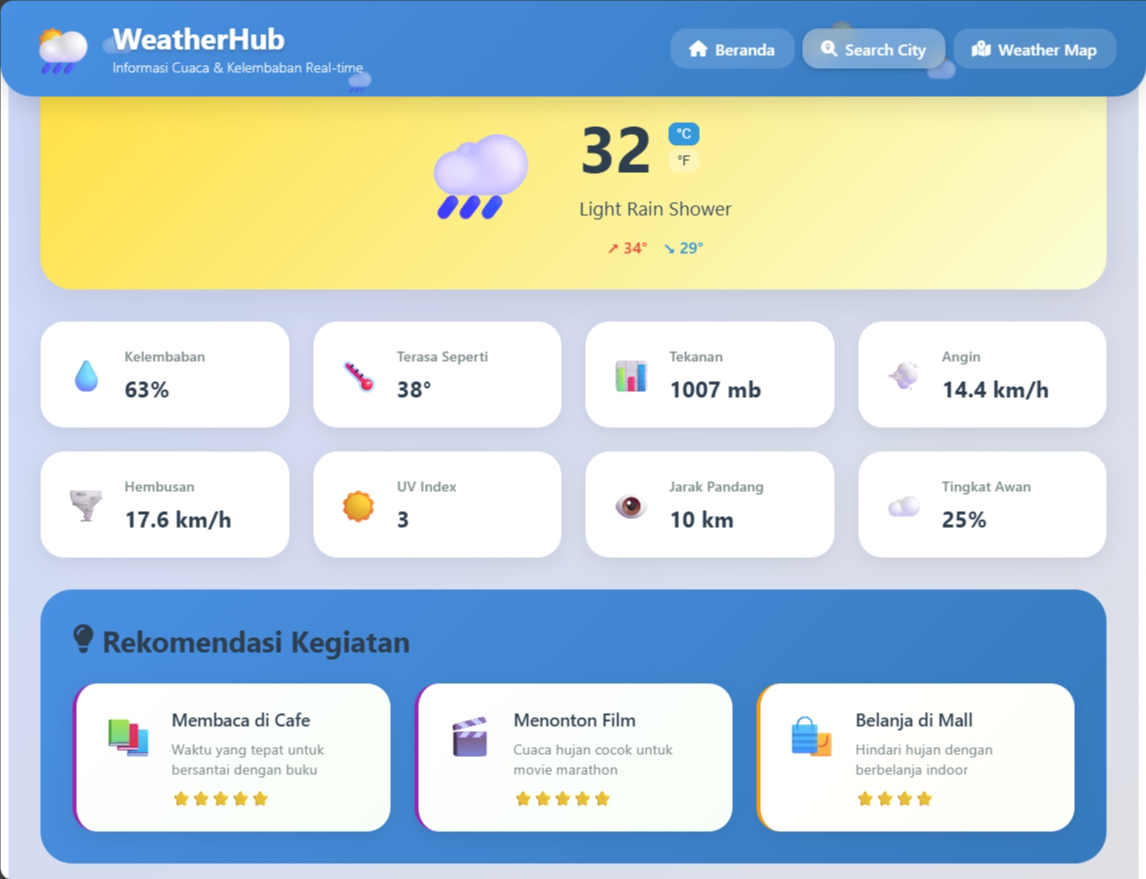 WeatherHub
Informasi Cuaca & Kelembaban Real-time
Beranda
Search City
Weather Map
32
°C
°F
Light Rain Shower
↗ 34° ↘ 29°
Kelembaban
63%
Terasa Seperti
38°
Tekanan
1007 mb
Angin
14.4 km/h
Hembusan
17.6 km/h
UV Index
3
Jarak Pandang
10 km
Tingkat Awan
25%
Rekomendasi Kegiatan
Membaca di Cafe
Waktu yang tepat untuk
bersantai dengan buku
Menonton Film
Cuaca hujan cocok untuk
movie marathon
Belanja di Mall
Hindari hujan dengan
berbelanja indoor